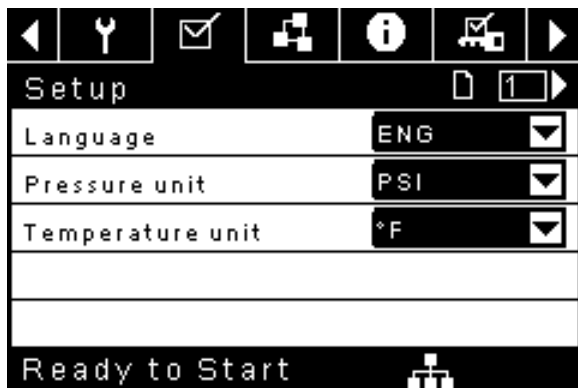 Setup 1
Language ENG
Pressure unit PSI
Temperature unit °F
Ready to Start